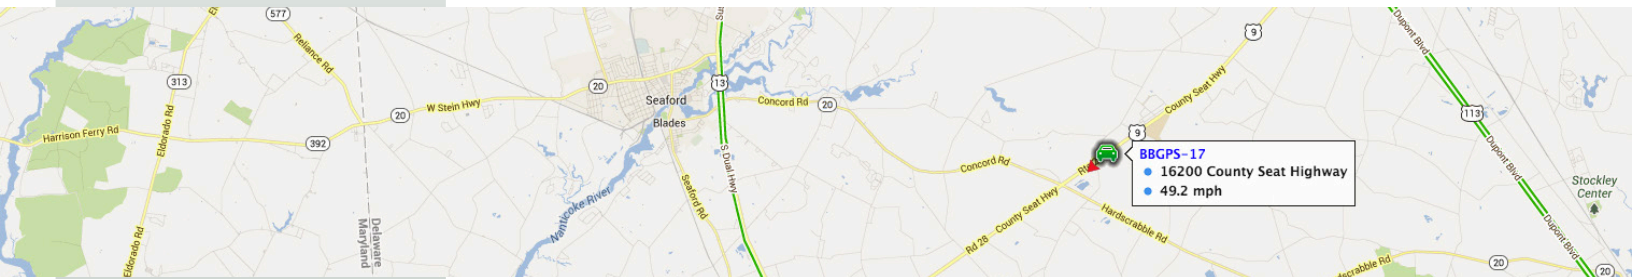 577
Reliance Rd
313
Eldorado Rd
Harrison Ferry Rd
392
20
W Stein Hwy
20
Seaford
Blades
13
Concord Rd
20
S Dual Hwy
Seaford Rd
Nanticoke River
Delaware
Maryland
Eldorado Rd
9
County Seat Hwy
9
Concord Rd
BBGPS-17
16200 County Seat Highway
49.2 mph
County Seat Hwy
Rd 28
Hardscrabble Rd
Dupont Blvd
113
Dupont Blvd
Stockley
Center
Dupont Blvd
20
20